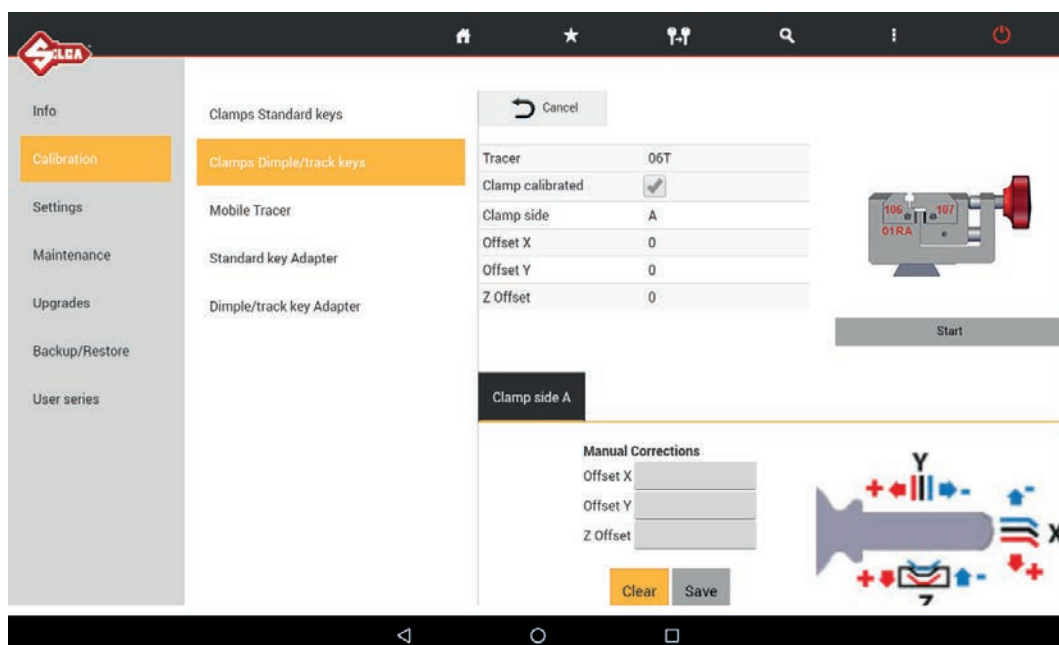 SILCA
Info
Calibration
Settings
Maintenance
Upgrades
Backup/Restore
User series
Clamps Standard keys
Clamps Dimple/track keys
Mobile Tracer
Standard key Adapter
Dimple/track key Adapter
Cancel
Tracer 06T
Clamp calibrated
Clamp side A
Offset X 0
Offset Y 0
Z Offset 0
106 107
01RA
Start
Clamp side A
Manual Corrections
Offset X
Offset Y
Z Offset
Clear Save
Y
+ -
-
X
+
+ -
Z